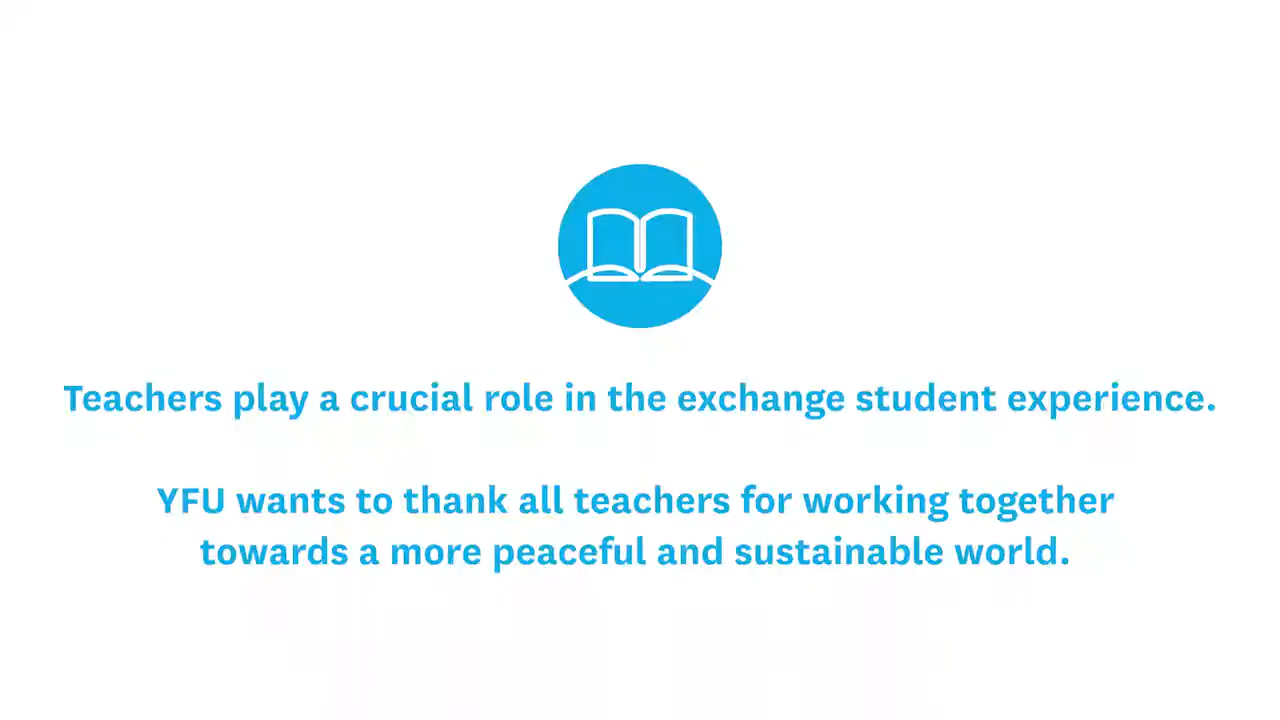 Teachers play a crucial role in the exchange student experience.
YFU wants to thank all teachers for working together
towards a more peaceful and sustainable world.